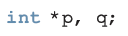 int *p, q;